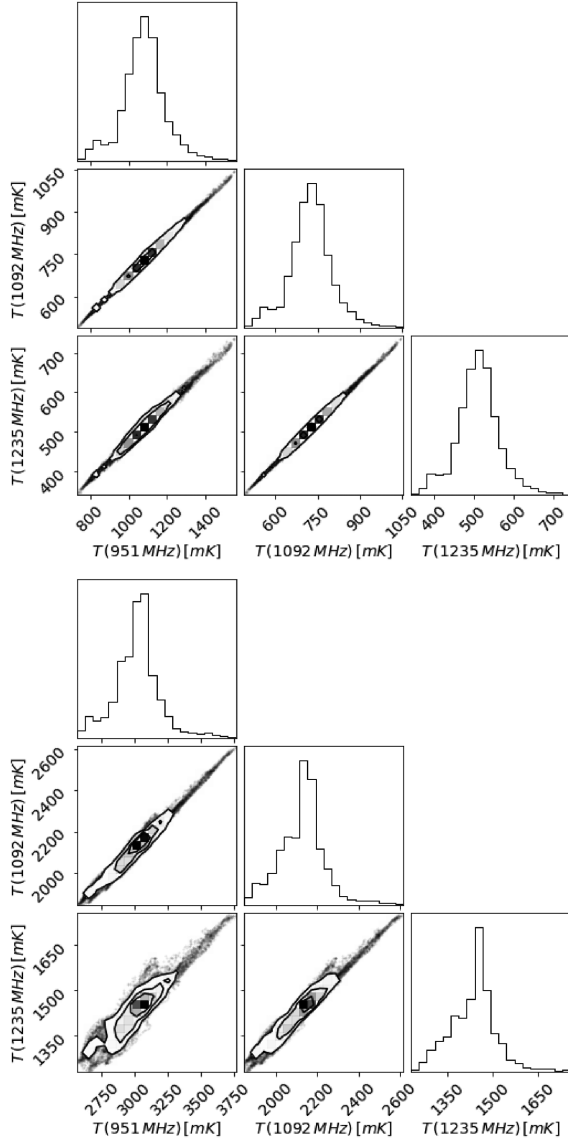 1050
900
750
600
T(1092 MHz) [mK]
700
600
500
400
T(1235 MHz) [mK]
800 1000 1200 1400
T(951 MHz) [mK]
600 750 900 1050
T(1092 MHz) [mK]
400 500 600 700
T(1235 MHz) [mK]
2600
2400
2200
2000
T(1092 MHz) [mK]
1650
1500
1350
T(1235 MHz) [mK]
2750 3000 3250 3500 3750
T(951 MHz) [mK]
2000 2200 2400 2600
T(1092 MHz) [mK]
1350 1500 1650
T(1235 MHz) [mK]